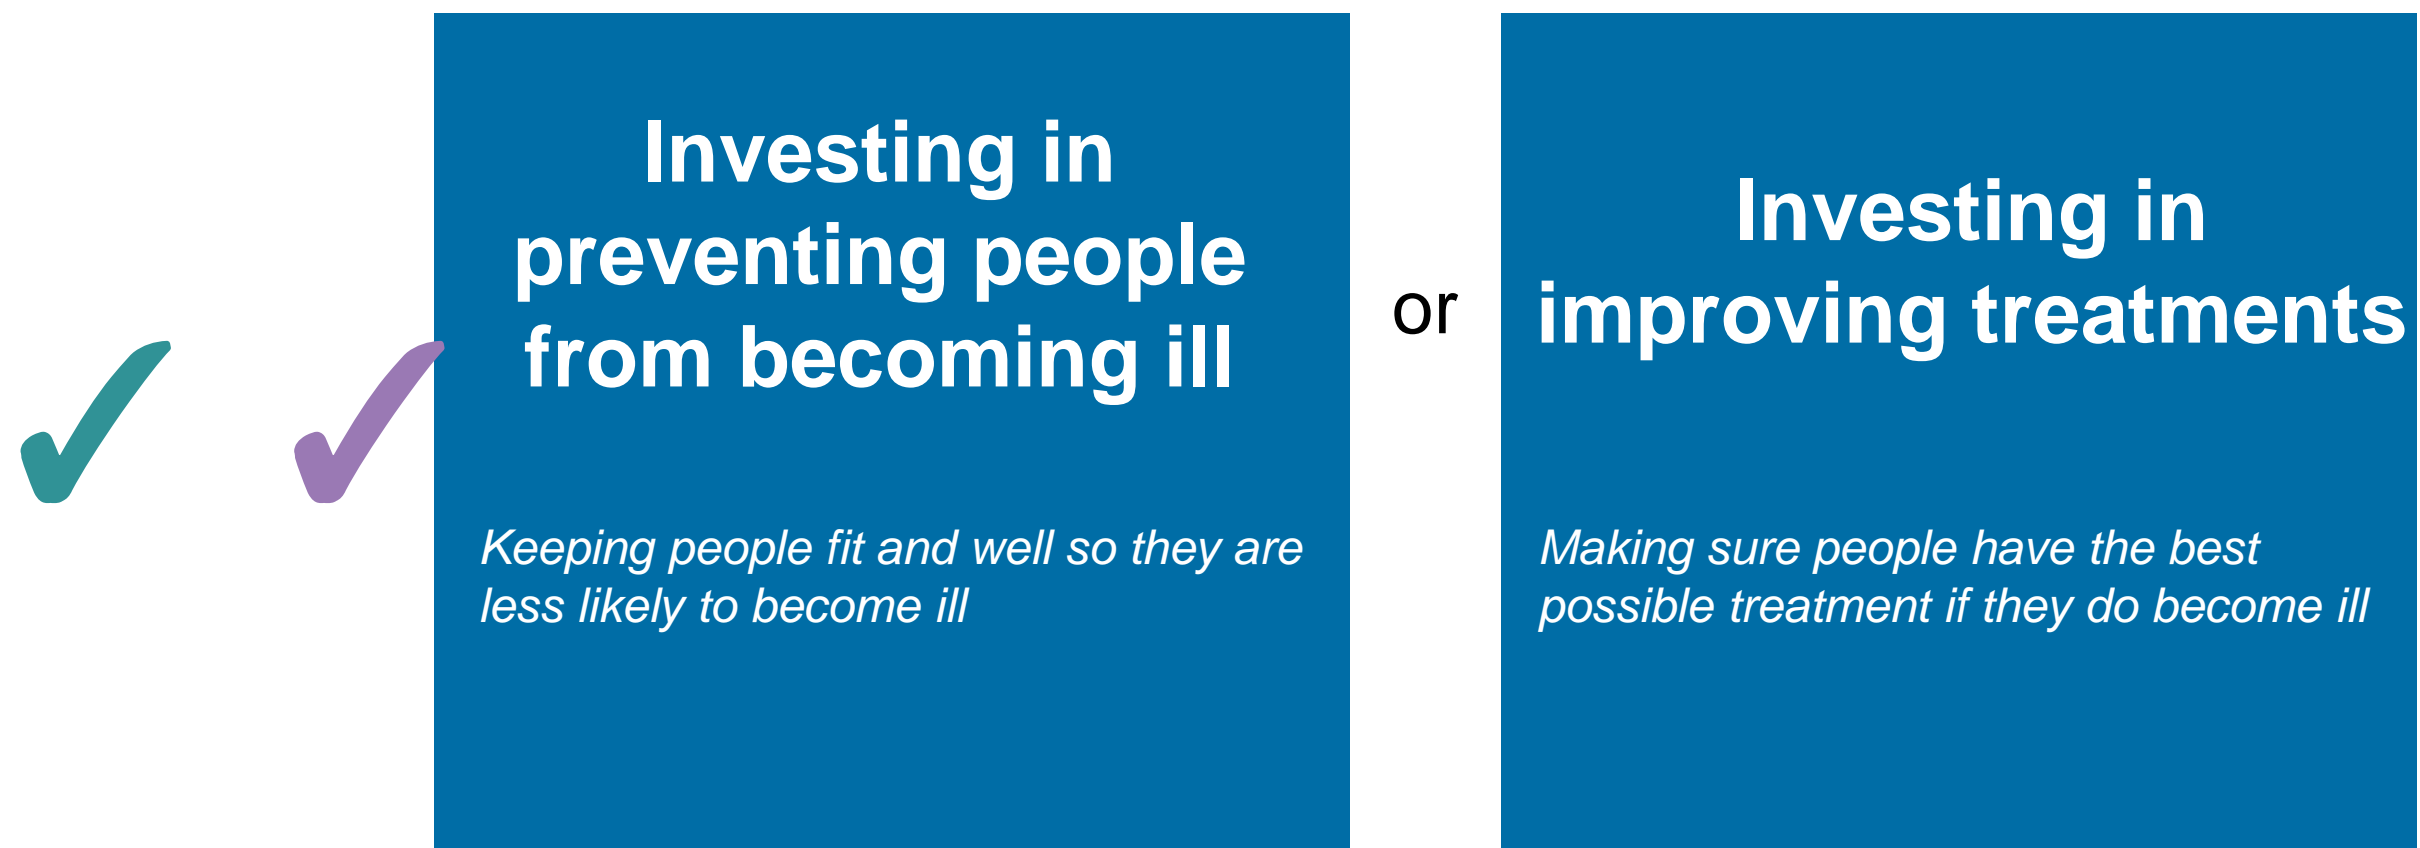 Investing in
preventing people
from becoming ill
Keeping people fit and well so they are
less likely to become ill
or
Investing in
improving treatments
Making sure people have the best
possible treatment if they do become ill